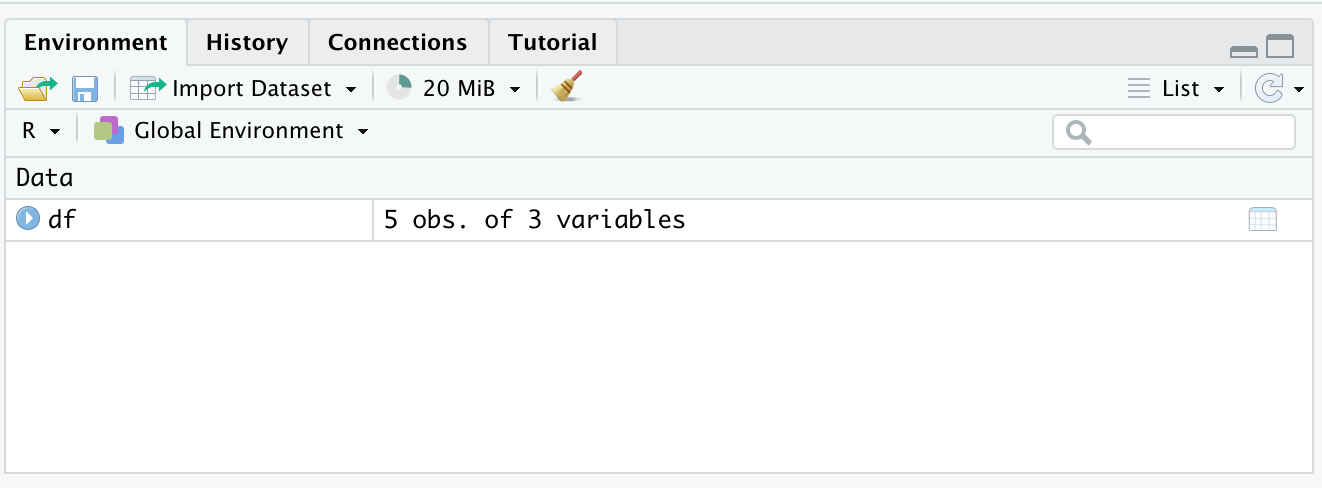 Environment History Connections Tutorial
Import Dataset 20 MiB List
R Global Environment
Data
df 5 obs. of 3 variables